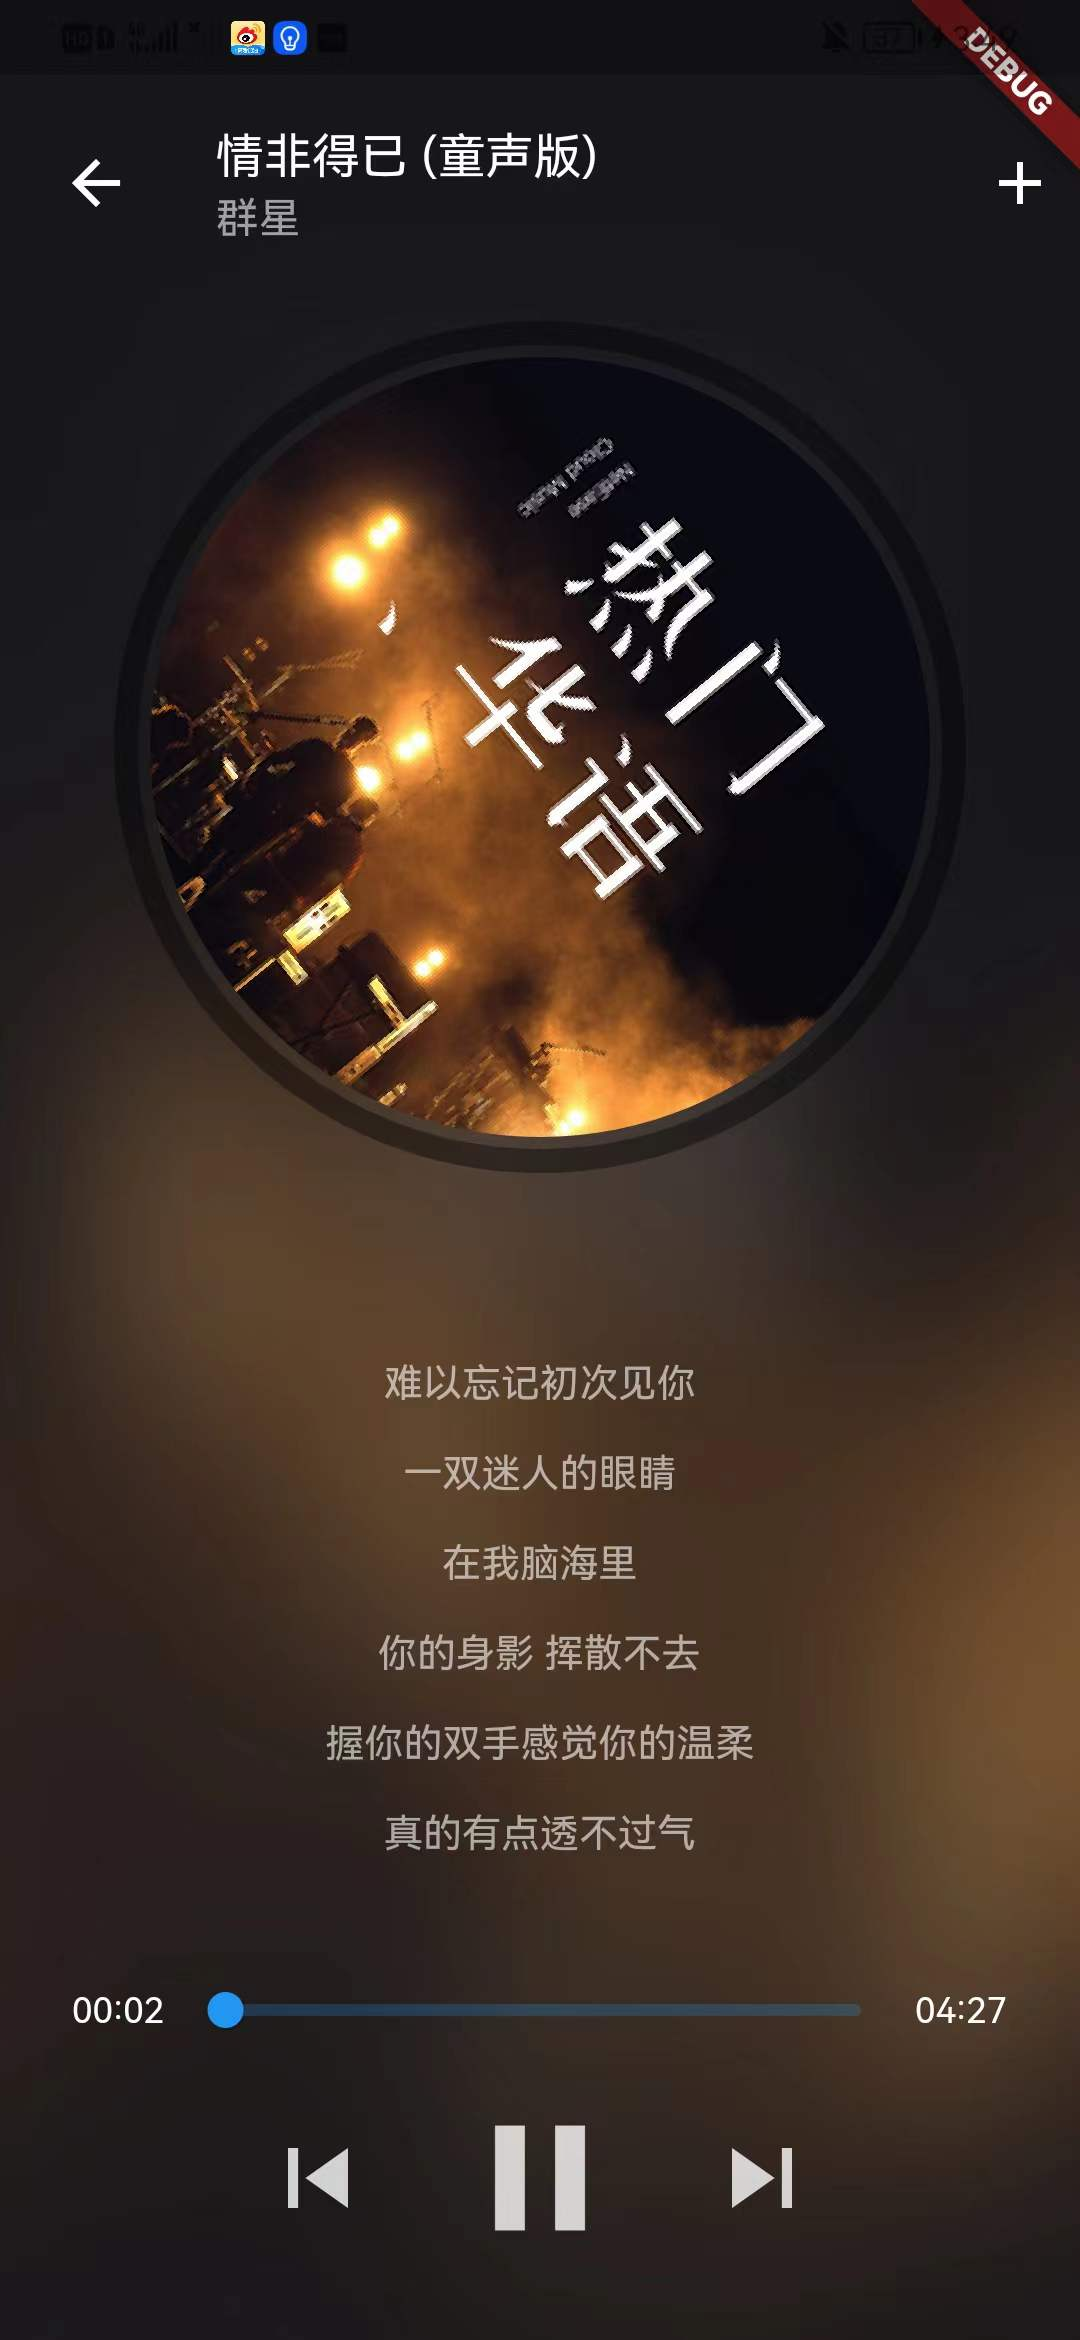 DEBUG
情非得已 (童声版)
群星
热门
华语
难以忘记初次见你
一双迷人的眼睛
在我脑海里
你的身影 挥散不去
握你的双手感觉你的温柔
真的有点透不过气
00:02
04:27